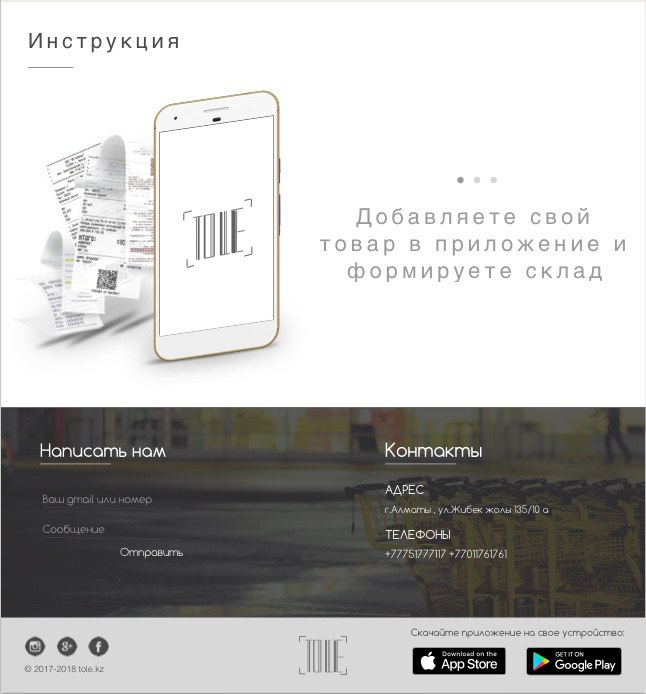 Инструкция
TOLE
Добавляете свой
товар в приложение и
формируете склад
Написать нам
Контакты
Ваш gmail или номер
Сообщение
Отправить
АДРЕС
г.Алматы , ул.Жибек жолы 135/10 а
ТЕЛЕФОНЫ
+77751777117 +77011761761
Скачайте приложение на свое устройство:
TOLE
Download on the
App Store
GET IT ON
Google Play
© 2017-2018 tole.kz